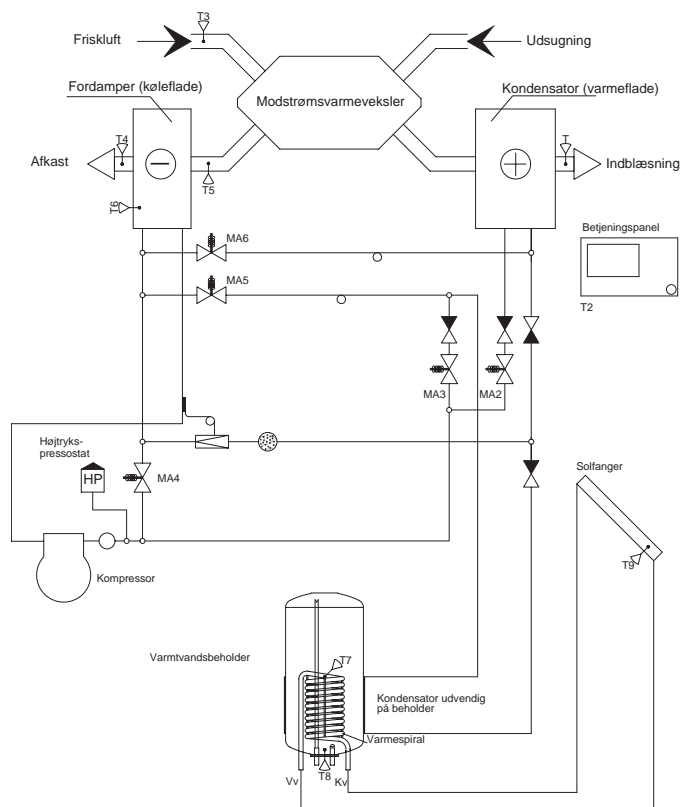 T3
Friskluft
Udsugning
Fordamper (køleflade)
Modstrømsvarmeveksler
Kondensator (varmeflade)
T4
T
Afkast
T5
Indblæsning
T6
MA6
Betjeningspanel
MA5
T2
MA3
MA2
Højtryks-
pressostat
HP
MA4
Solfanger
T9
Kompressor
Varmtvandsbeholder
T7
Kondensator udvendig
på beholder
Varmespiral
T8
Vv
Kv